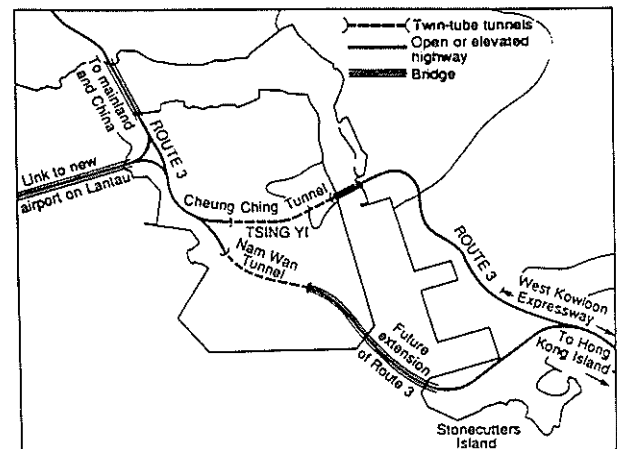 Twin-tube tunnels
Open or elevated
highway
Bridge
To mainland
and China
ROUTE 3
Link to new
airport on Lantau
Cheung Ching Tunnel
TSING YI
Nam Wan
Tunnel
ROUTE 3
West Kowloon
Expressway
Future
extension
of Route 3
To Hong
Kong Island
Stonecutters
Island